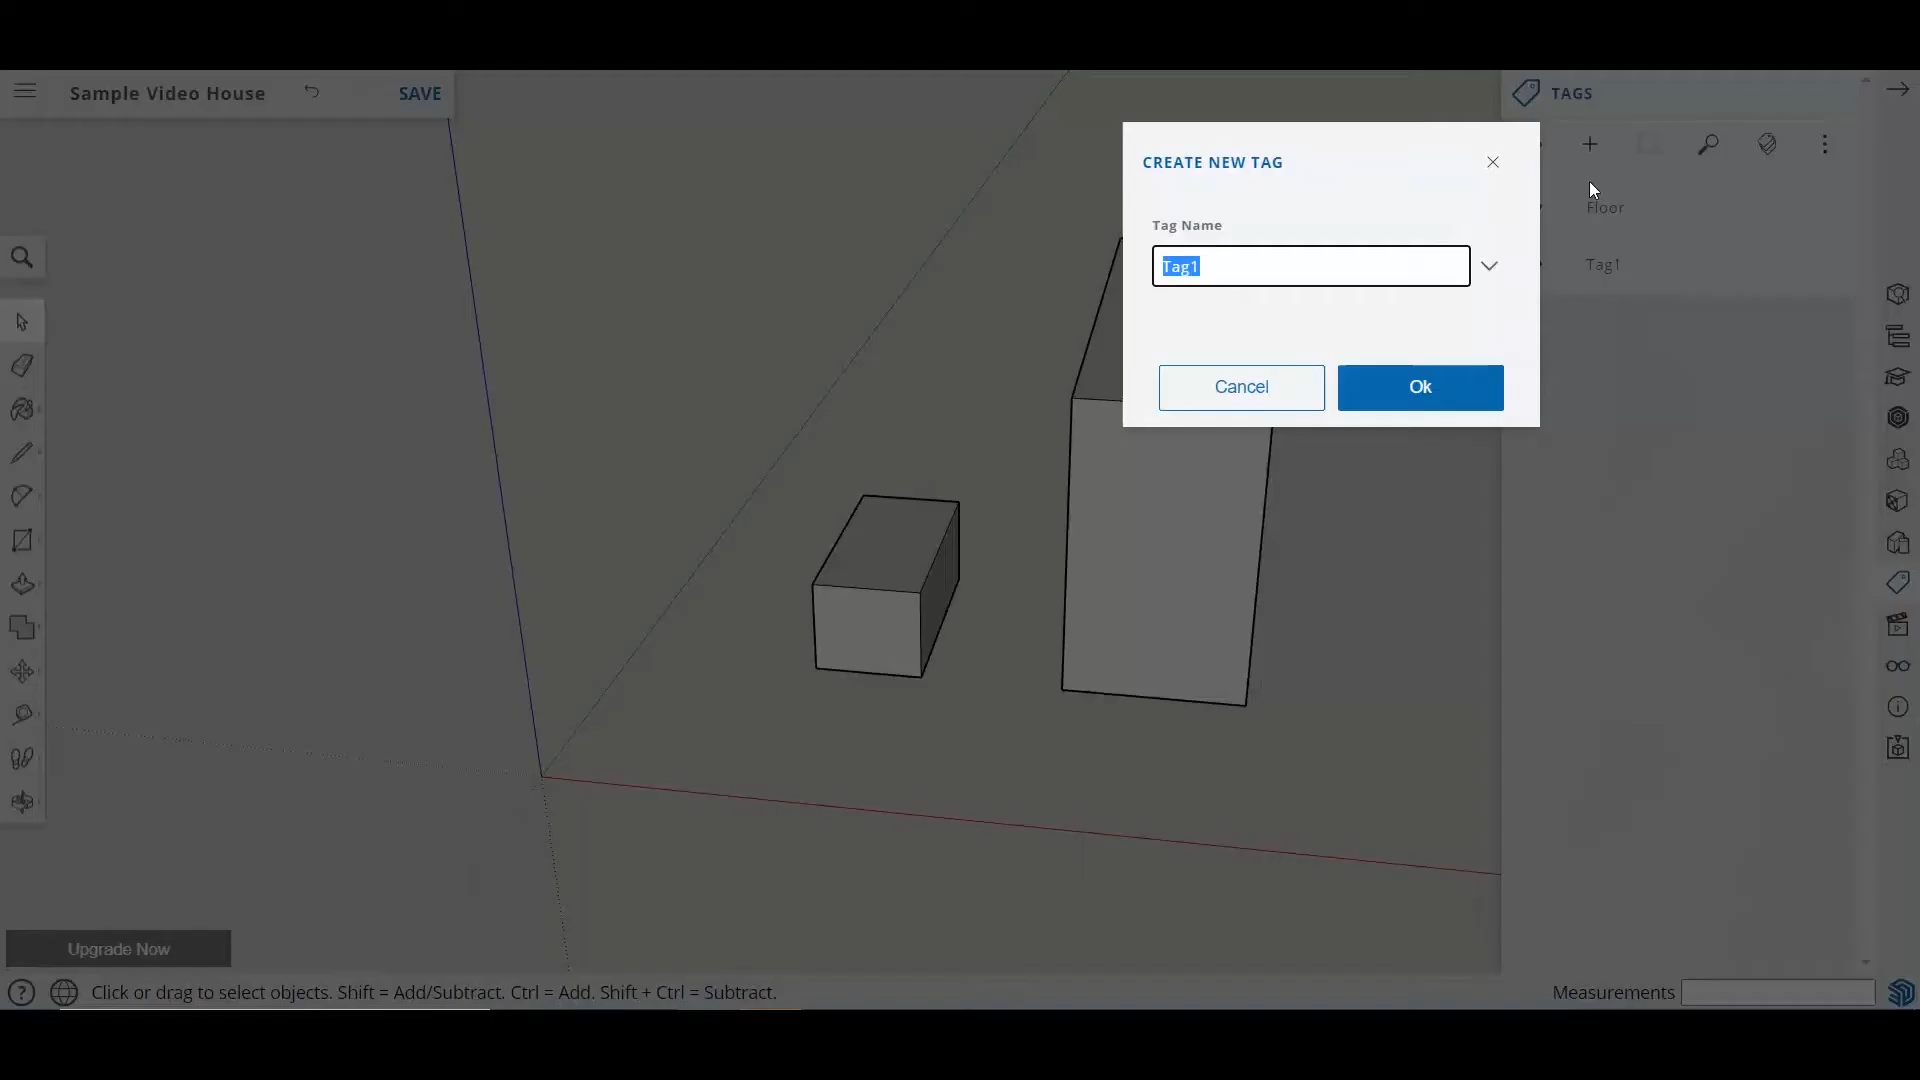 Sample Video House
SAVE
TAGS
CREATE NEW TAG
Tag Name
Tag1
Cancel
Ok
Floor
Tag1
Upgrade Now
Click or drag to select objects. Shift = Add/Subtract. Ctrl = Add. Shift + Ctrl = Subtract.
Measurements